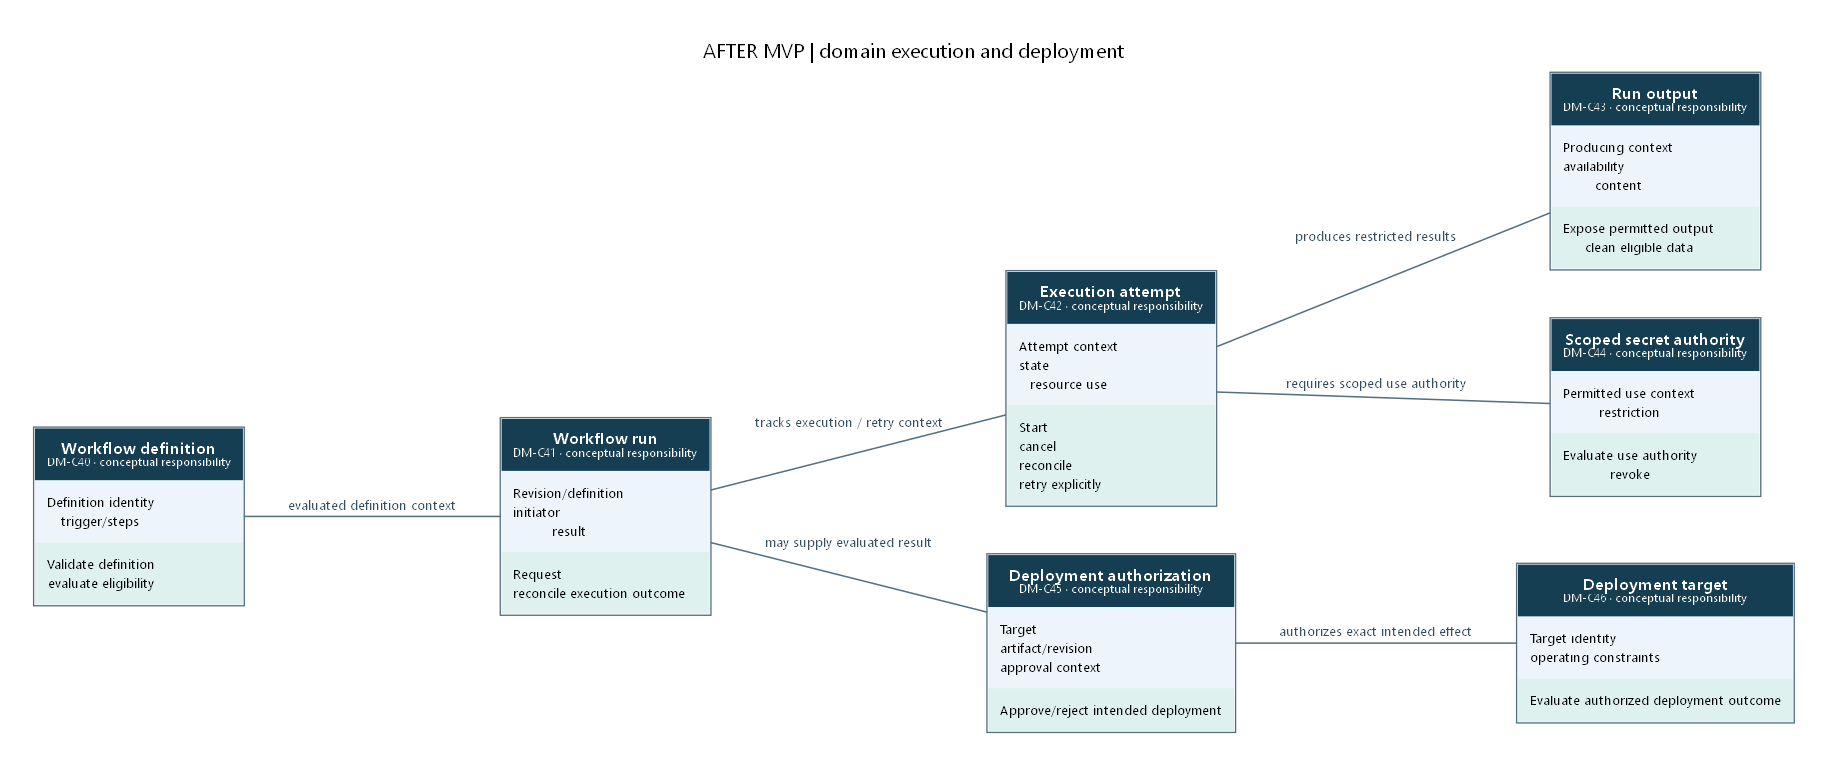 AFTER MVP | domain execution and deployment
Run output
DM-C43 · conceptual responsibility
Producing context
availability
content
Expose permitted output
clean eligible data
produces restricted results
Execution attempt
DM-C42 · conceptual responsibility
Attempt context
state
resource use
Start
cancel
reconcile
retry explicitly
Scoped secret authority
DM-C44 · conceptual responsibility
Permitted use context
restriction
Evaluate use authority
revoke
requires scoped use authority
tracks execution / retry context
Workflow definition
DM-C40 · conceptual responsibility
Definition identity
trigger/steps
Validate definition
evaluate eligibility
evaluated definition context
Workflow run
DM-C41 · conceptual responsibility
Revision/definition
initiator
result
Request
reconcile execution outcome
may supply evaluated result
Deployment authorization
DM-C45 · conceptual responsibility
Target
artifact/revision
approval context
Approve/reject intended deployment
authorizes exact intended effect
Deployment target
DM-C46 · conceptual responsibility
Target identity
operating constraints
Evaluate authorized deployment outcome